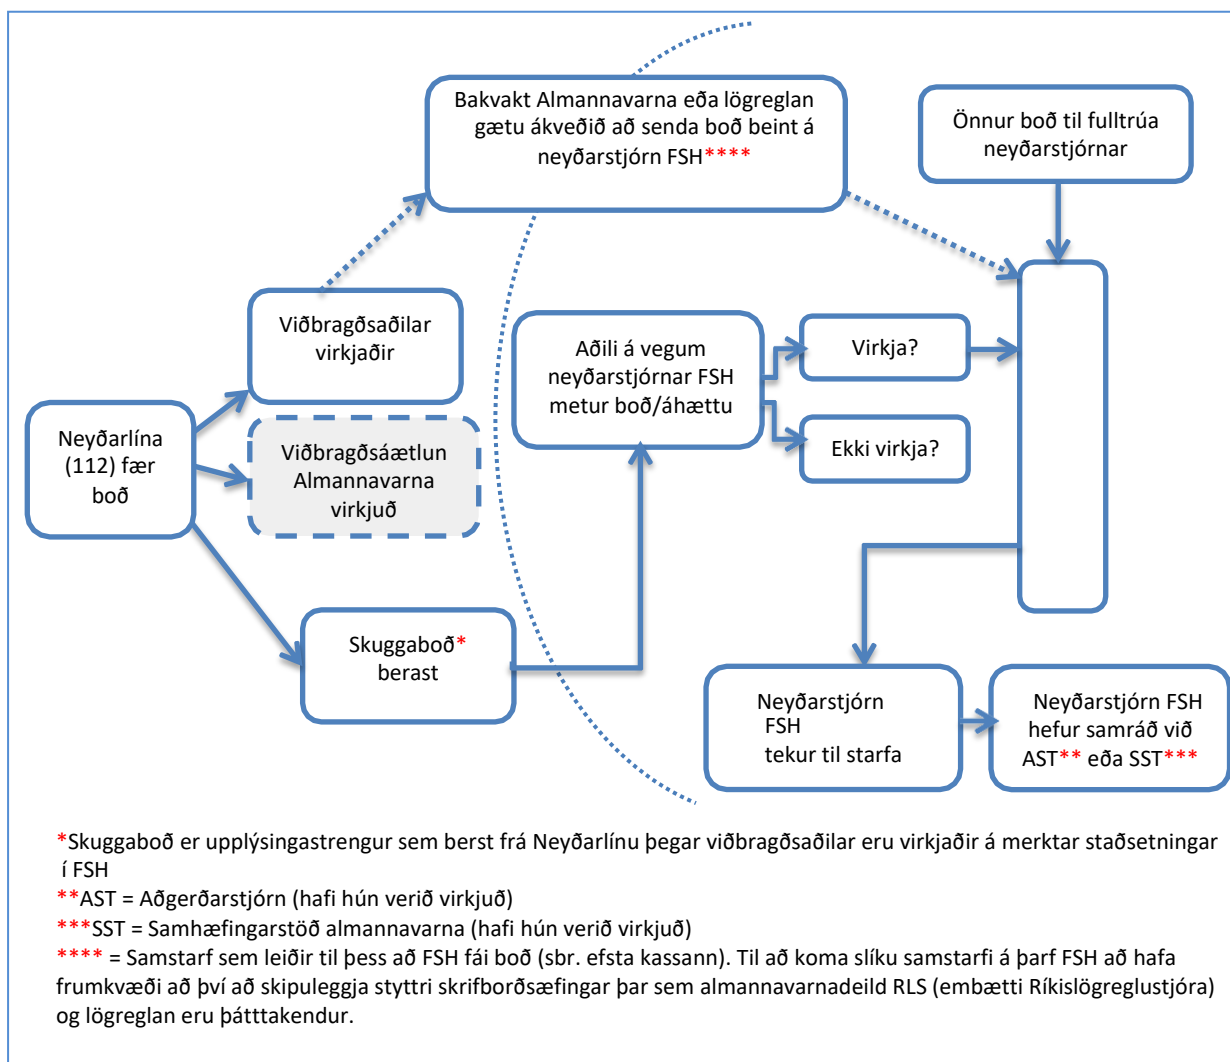 Bakvakt Almannavarna eða lögreglan
gætu ákveðið að senda boð beint á
neyðarstjórn FSH****
Önnur boð til fulltrúa
neyðarstjórnar
Viðbragðsaðilar
virkjaðir
Aðili á vegum
neyðarstjórnar FSH
metur boð/áhættu
Virkja?
Ekki virkja?
Neyðarlína
(112) fær
boð
Viðbragðsáætlun
Almannavarna
virkjuð
Skuggaboð*
berast
Neyðarstjórn
FSH
tekur til starfa
Neyðarstjórn FSH
hefur samráð við
AST** eða SST***
*Skuggaboð er upplýsingastrengur sem berst frá Neyðarlínu þegar viðbragðsaðilar eru virkjaðir á merktar staðsetningar
í FSH
**AST = Aðgerðarstjórn (hafi hún verið virkjuð)
***SST = Samhæfingarstöð almannavarna (hafi hún verið virkjuð)
**** = Samstarf sem leiðir til þess að FSH fái boð (sbr. efsta kassann). Til að koma slíku samstarfi á þarf FSH að hafa
frumkvæði að því að skipuleggja styttri skrifborðsæfingar þar sem almannavarnadeild RLS (embætti Ríkislögreglustjóra)
og lögreglan eru þátttakendur.